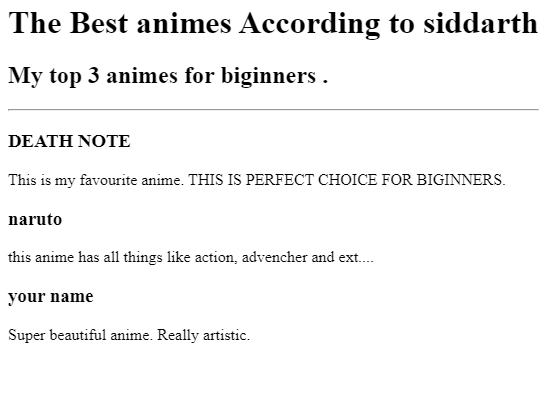 The Best animes According to siddarth
My top 3 animes for biginners .
DEATH NOTE
This is my favourite anime. THIS IS PERFECT CHOICE FOR BIGINNERS.
naruto
this anime has all things like action, advencher and ext....
your name
Super beautiful anime. Really artistic.